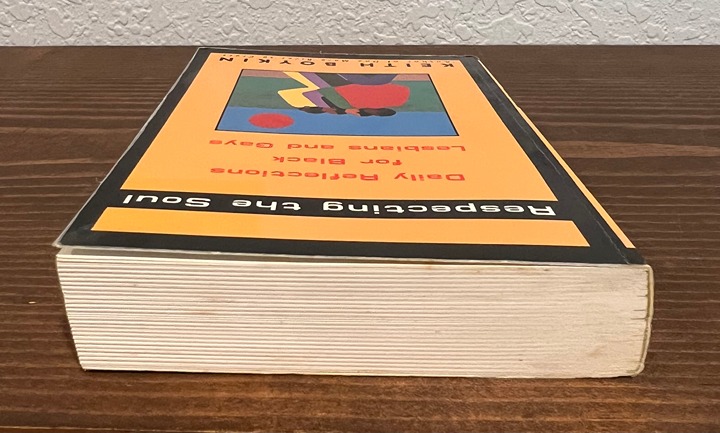 Respecting the Soul
Daily Reflections
for Black
Lesbians and Gays
KEITH BOYKIN